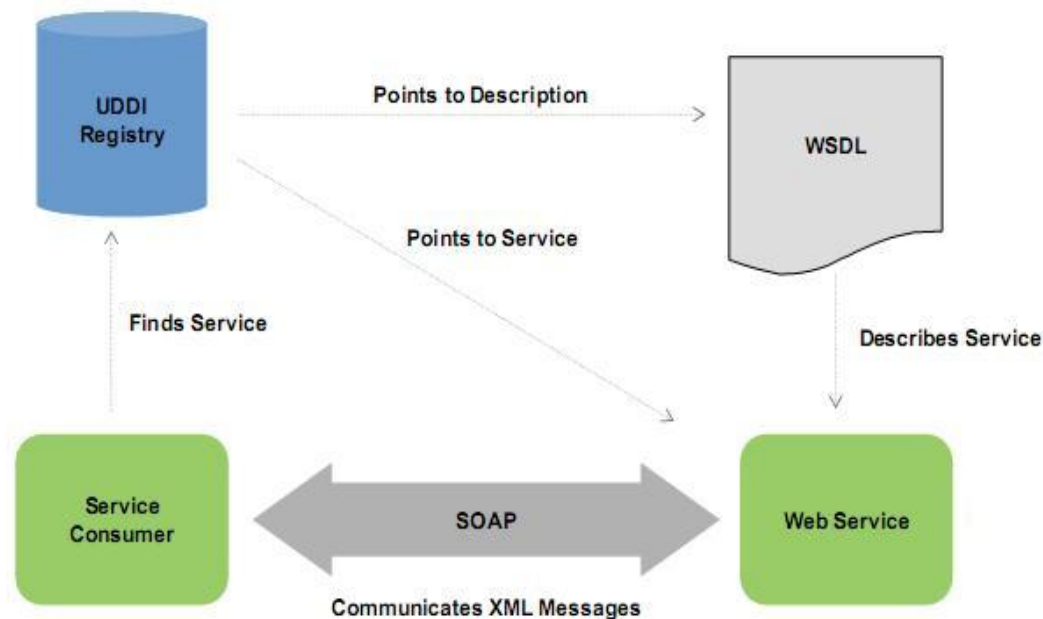 UDDI
Registry
Points to Description
WSDL
Points to Service
Finds Service
Describes Service
Service
Consumer
SOAP
Web Service
Communicates XML Messages